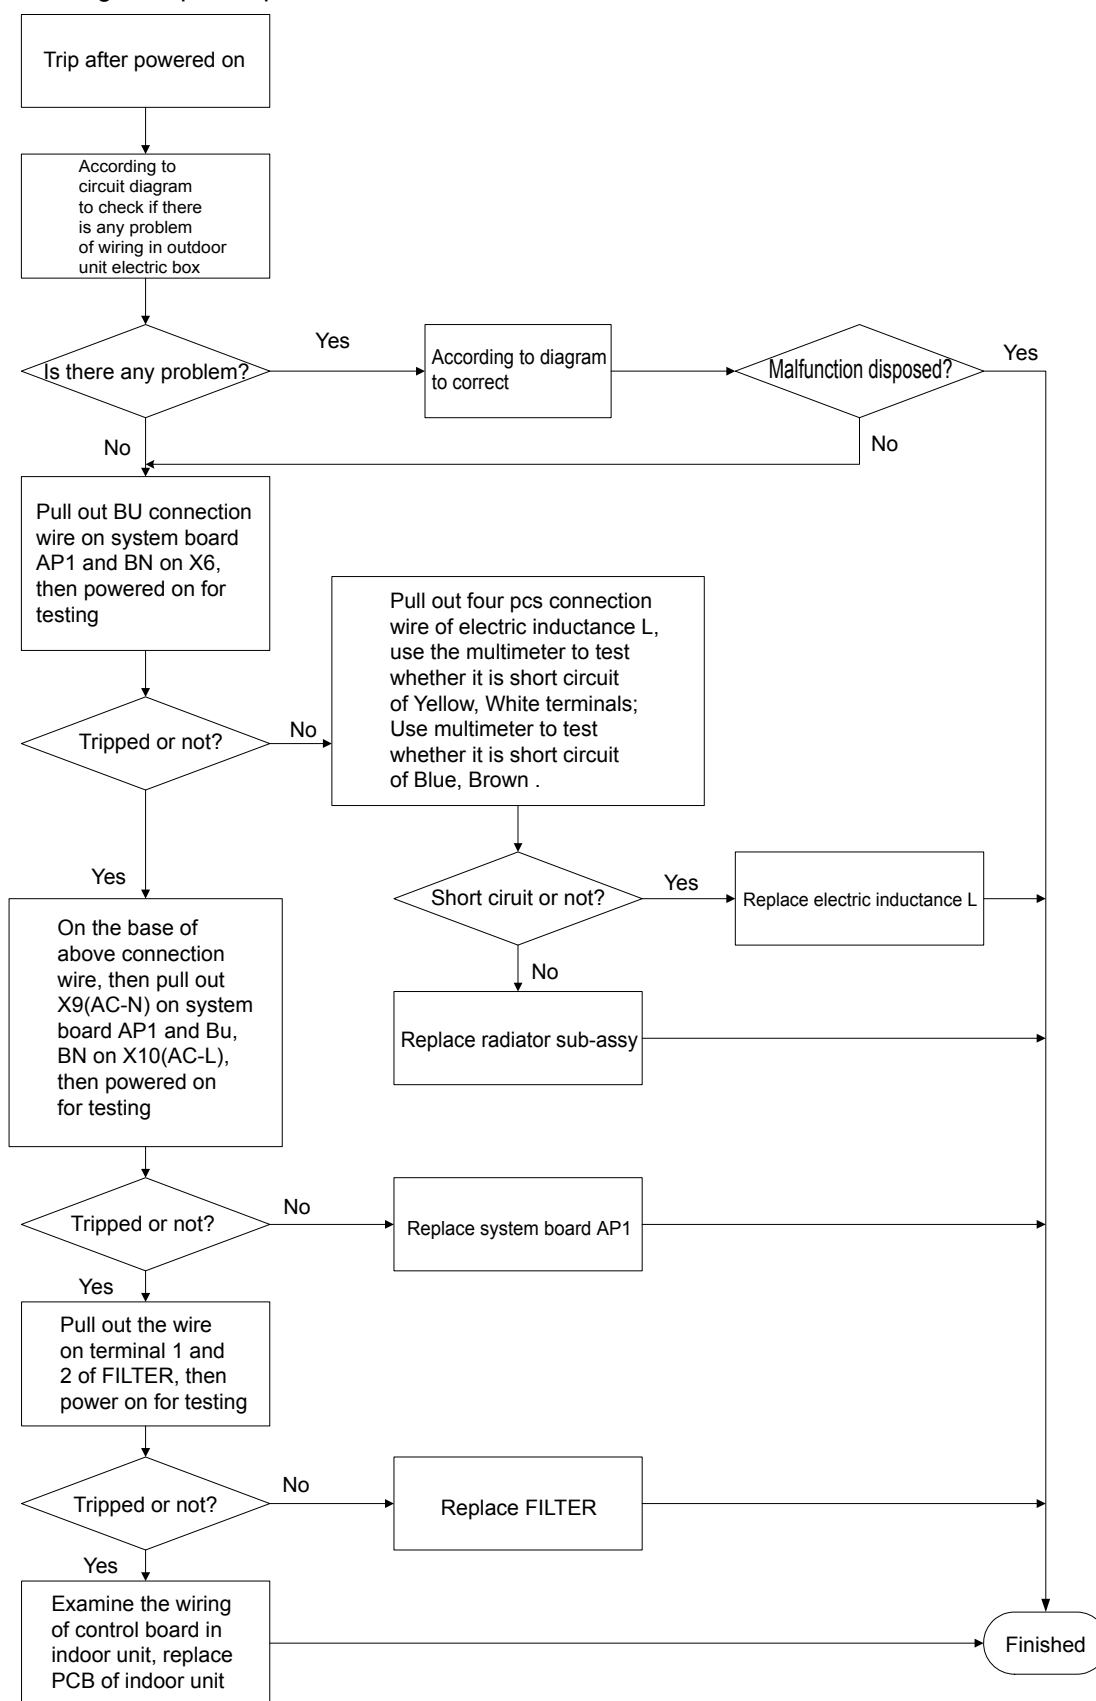 Trip after powered on
According to
circuit diagram
to check if there
is any problem
of wiring in outdoor
unit electric box
Is there any problem?
Yes
According to diagram
to correct
Malfunction disposed?
Yes
No
No
Pull out BU connection
wire on system board
AP1 and BN on X6,
then powered on for
testing
Pull out four pcs connection
wire of electric inductance L,
use the multimeter to test
whether it is short circuit
of Yellow, White terminals;
Use multimeter to test
whether it is short circuit
of Blue, Brown .
Tripped or not?
No
Yes
Short ciruit or not?
Yes
Replace electric inductance L
No
Replace radiator sub-assy
On the base of
above connection
wire, then pull out
X9(AC-N) on system
board AP1 and Bu,
BN on X10(AC-L),
then powered on
for testing
Tripped or not?
No
Replace system board AP1
Yes
Pull out the wire
on terminal 1 and
2 of FILTER, then
power on for testing
Tripped or not?
No
Replace FILTER
Yes
Examine the wiring
of control board in
indoor unit, replace
PCB of indoor unit
Finished